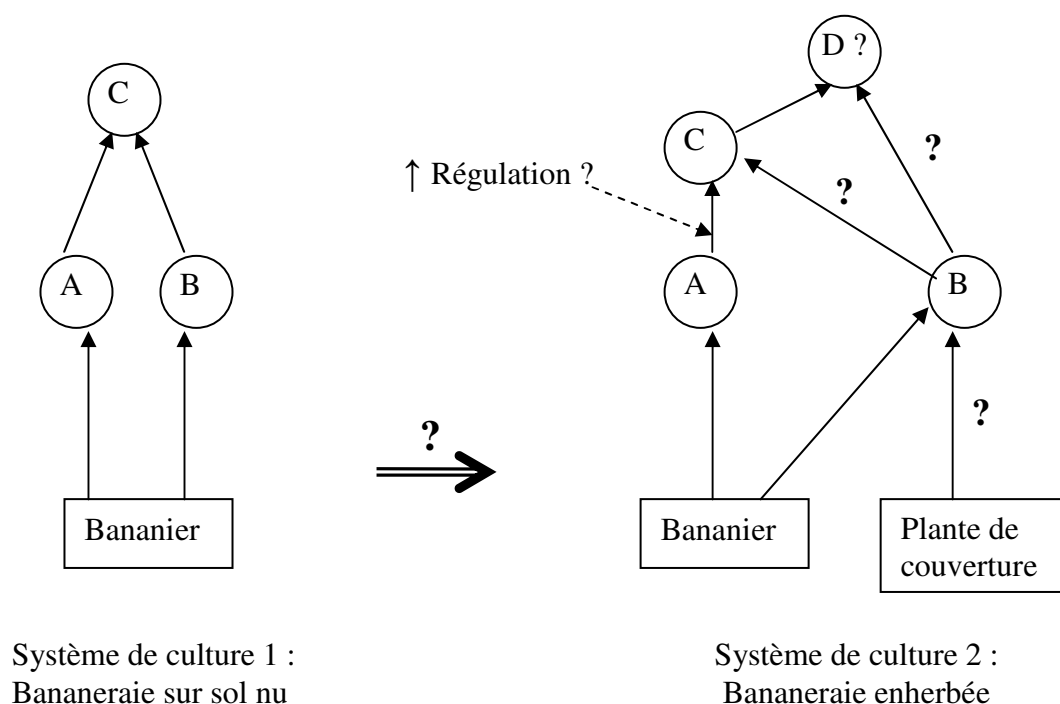 D ?
C
C
?
↑ Régulation ?
?
A
B
A
B
?
?
Bananier
Bananier
Plante de
couverture
Système de culture 1 :
Bananeraie sur sol nu
Système de culture 2 :
Bananeraie enherbée